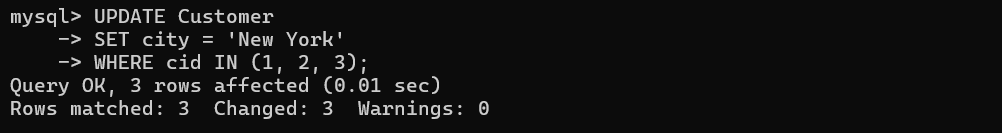 mysql> UPDATE Customer
    -> SET city = 'New York'
    -> WHERE cid IN (1, 2, 3);
Query OK, 3 rows affected (0.01 sec)
Rows matched: 3  Changed: 3  Warnings: 0